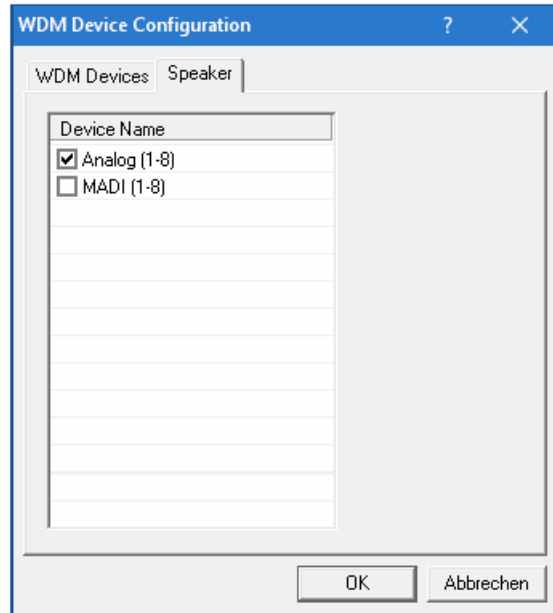 WDM Device Configuration ? ×
WDM Devices Speaker
Device Name
Analog (1-8)
MADI (1-8)
OK Abbrechen